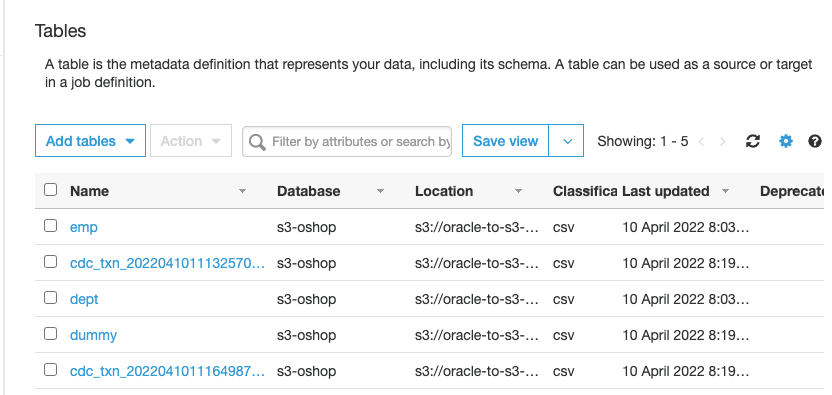 Tables
A table is the metadata definition that represents your data, including its schema. A table can be used as a source or target
in a job definition.
Add tables Action Filter by attributes or search by Save view Showing: 1 - 5
Name Database Location Classifica Last updated Deprecate
emp s3-oshop s3://oracle-to-s3-... csv 10 April 2022 8:03...
cdc_txn_2022041011132570... s3-oshop s3://oracle-to-s3-... csv 10 April 2022 8:19...
dept s3-oshop s3://oracle-to-s3-... csv 10 April 2022 8:03...
dummy s3-oshop s3://oracle-to-s3-... csv 10 April 2022 8:19...
cdc_txn_2022041011164987... s3-oshop s3://oracle-to-s3-... csv 10 April 2022 8:19...